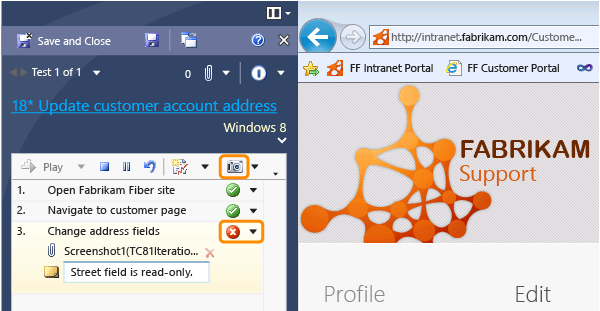 Save and Close
Test 1 of 1
0
18* Update customer account address
Windows 8
Play
1. Open Fabrikam Fiber site
2. Navigate to customer page
3. Change address fields
Screenshot1(TC81Iteratio...
Street field is read-only.
http://intranet.fabrikam.com/Custome...
FF Intranet Portal
FF Customer Portal
FABRIKAM
Support
Profile
Edit